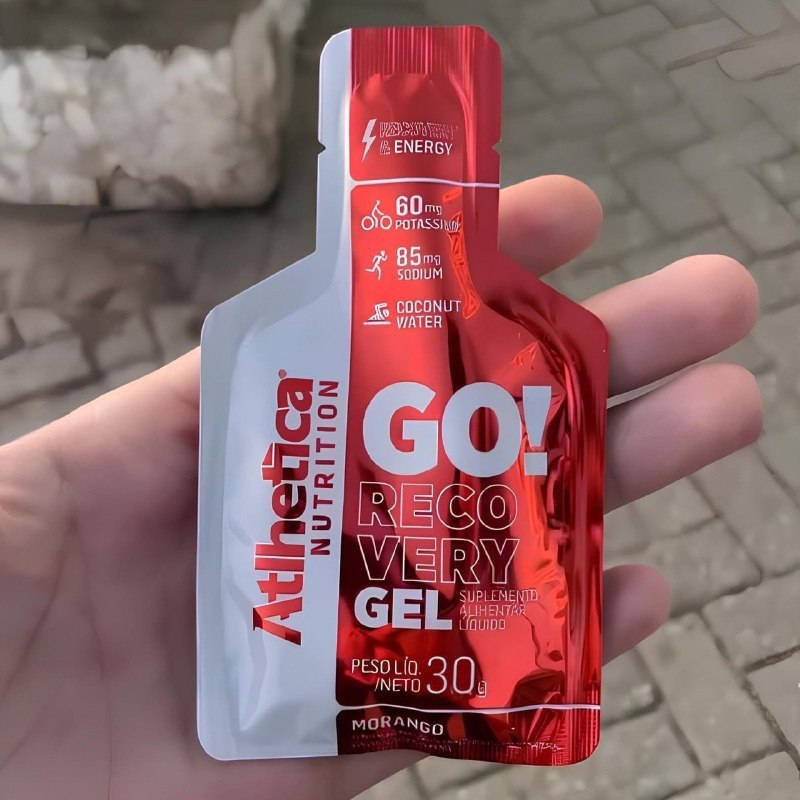 & ENERGY
60mg
POTASSIUM
85mg
SODIUM
COCONUT
WATER
Atlhetica®
NUTRITION
GO!
RECO
VERY
GEL
SUPLEMENTO
ALIMENTAR
LÍQUIDO
PESO LÍQ.
/NETO 30g
MORANGO